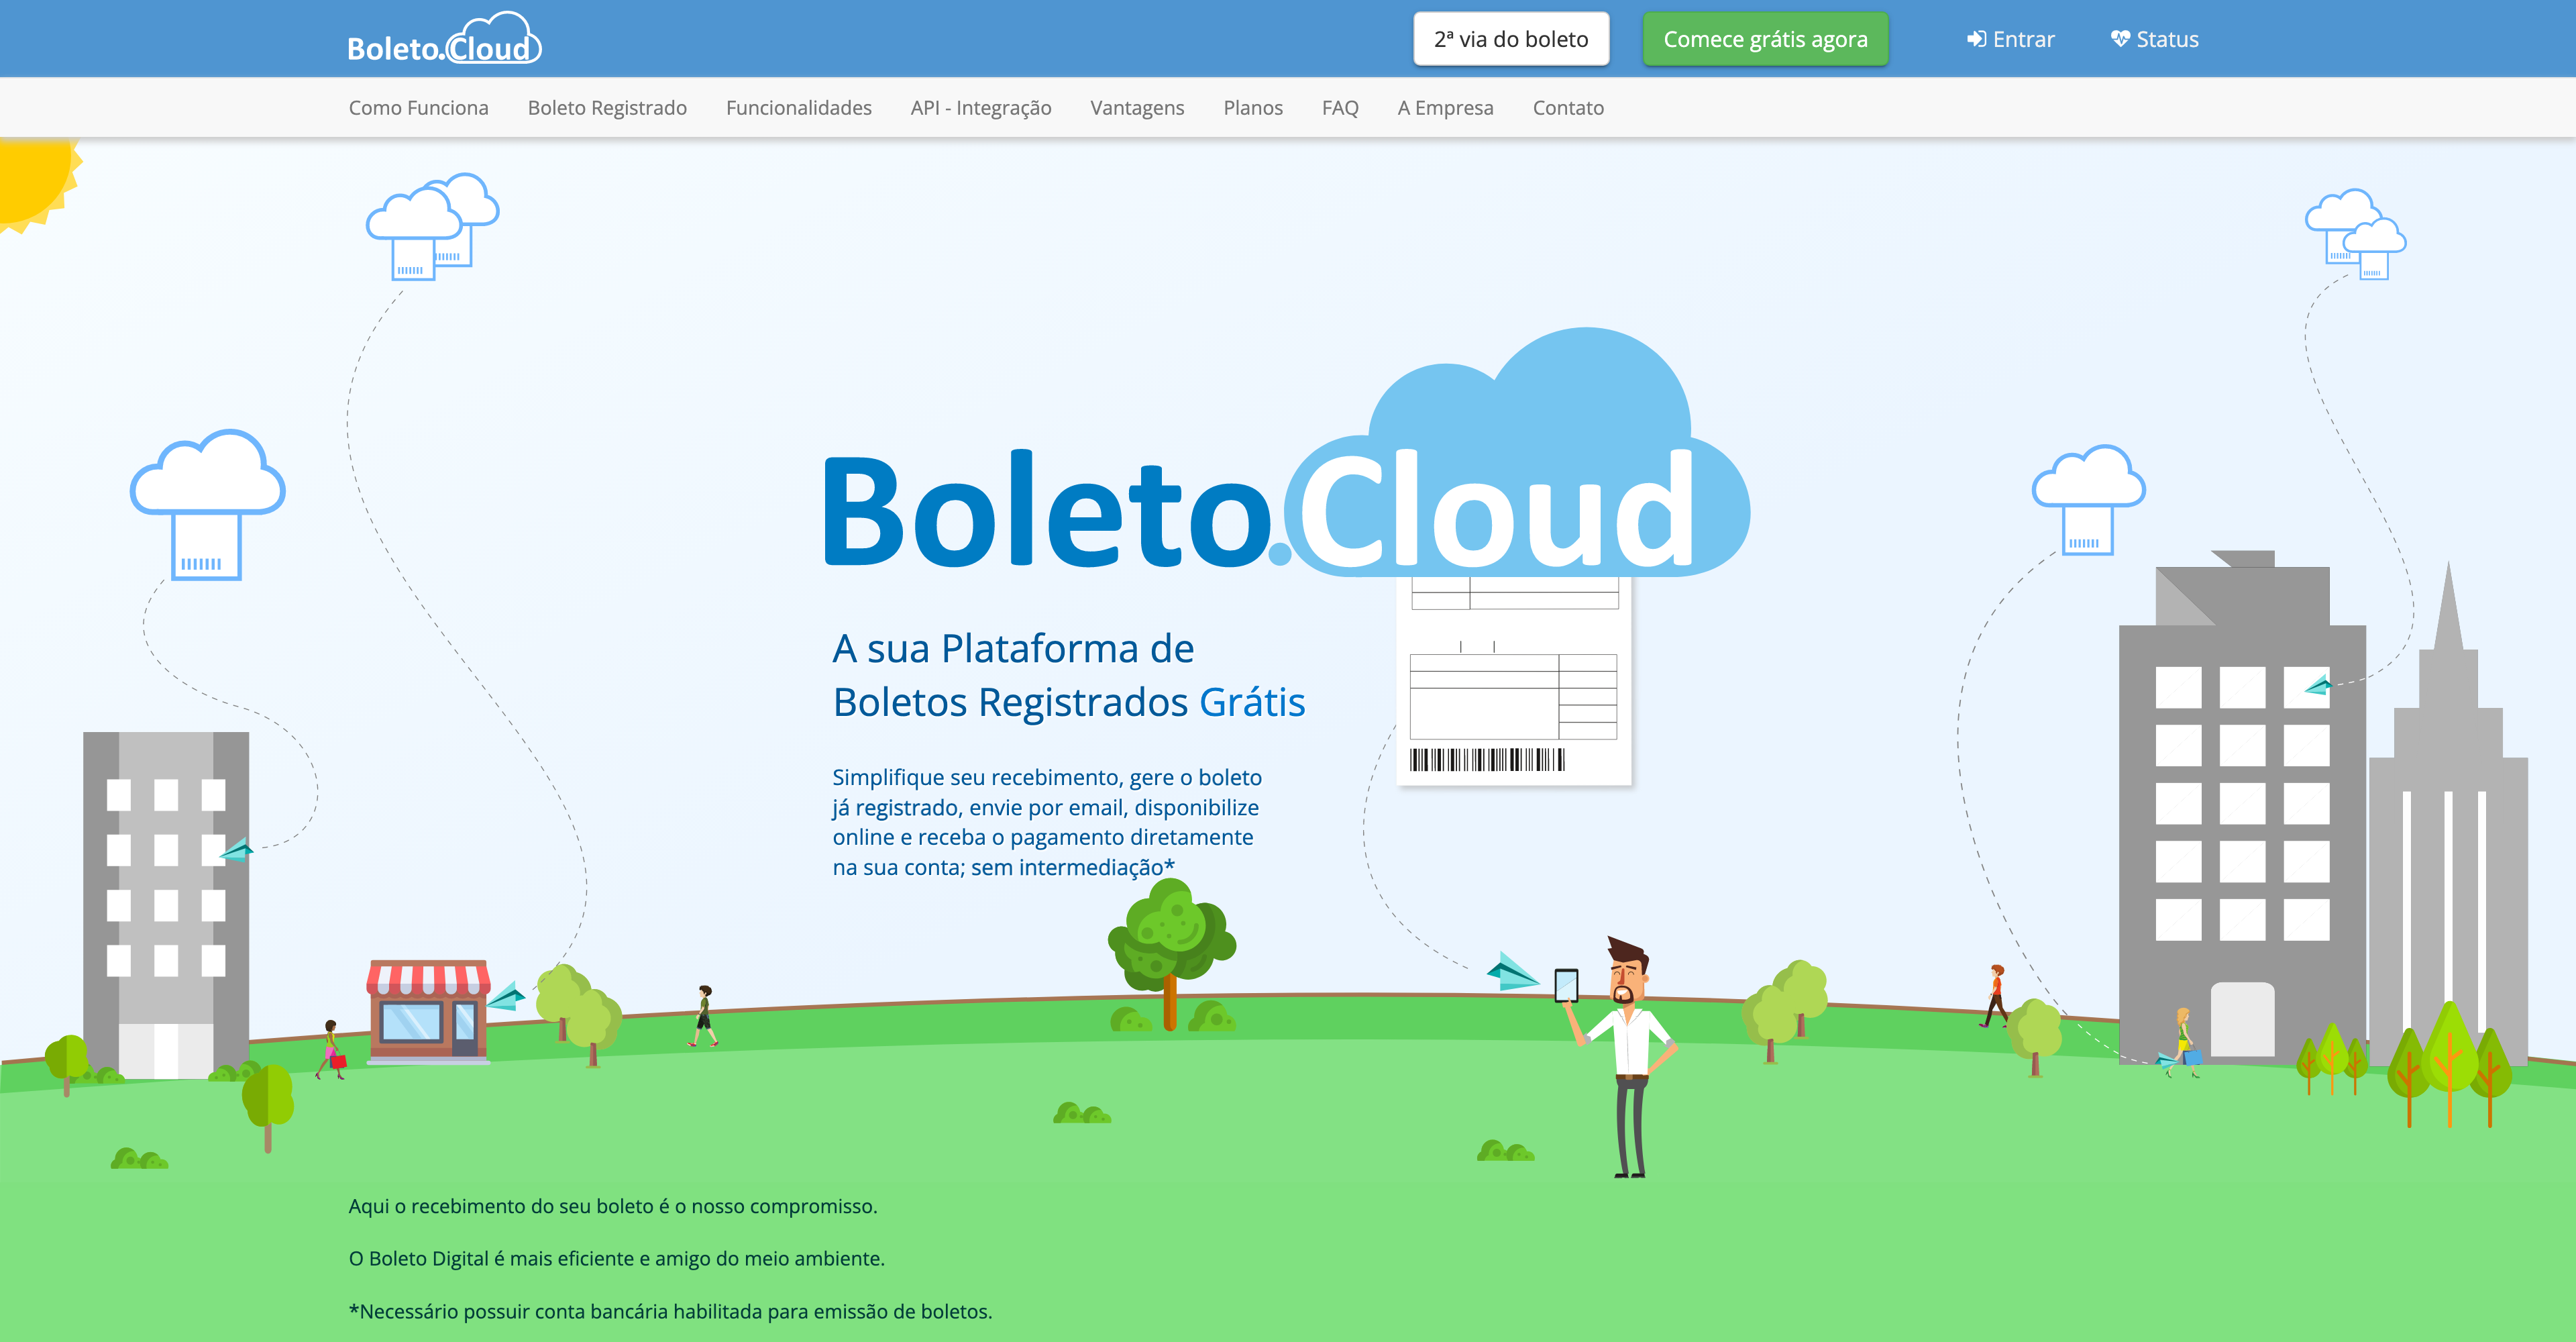 Boleto.Cloud
2ª via do boleto
Comece grátis agora
Entrar
Status
Como Funciona
Boleto Registrado
Funcionalidades
API - Integração
Vantagens
Planos
FAQ
A Empresa
Contato
Boleto.Cloud
A sua Plataforma de
Boletos Registrados Grátis
Simplifique seu recebimento, gere o boleto
já registrado, envie por email, disponibilize
online e receba o pagamento diretamente
na sua conta; sem intermediação*
Aqui o recebimento do seu boleto é o nosso compromisso.
O Boleto Digital é mais eficiente e amigo do meio ambiente.
*Necessário possuir conta bancária habilitada para emissão de boletos.